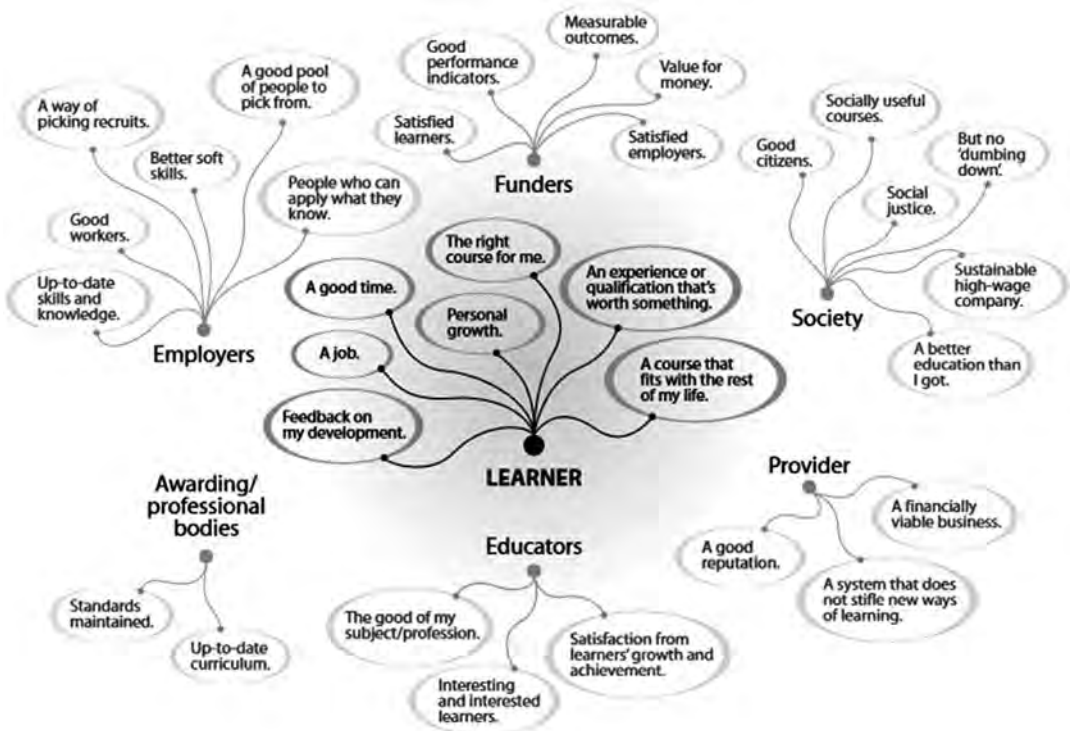 A way of
picking recruits.
A good pool
of people to
pick from.
Better soft
skills.
People who can
apply what they
know.
Good
workers.
Up-to-date
skills and
knowledge.
Employers
Good
performance
indicators.
Measurable
outcomes.
Value for
money.
Satisfied
learners.
Satisfied
employers.
Funders
Socially useful
courses.
Good
citizens.
But no
‘dumbing
down’.
Social
justice.
Sustainable
high-wage
company.
A better
education than
I got.
Society
The right
course for me.
A good time.
An experience or
qualification that’s
worth something.
Personal
growth.
A job.
A course that
fits with the rest
of my life.
Feedback on
my development.
LEARNER
Awarding/
professional
bodies
Standards
maintained.
Up-to-date
curriculum.
Educators
The good of my
subject/profession.
Interesting
and interested
learners.
Satisfaction from
learners’ growth and
achievement.
Provider
A good
reputation.
A financially
viable business.
A system that does
not stifle new ways
of learning.